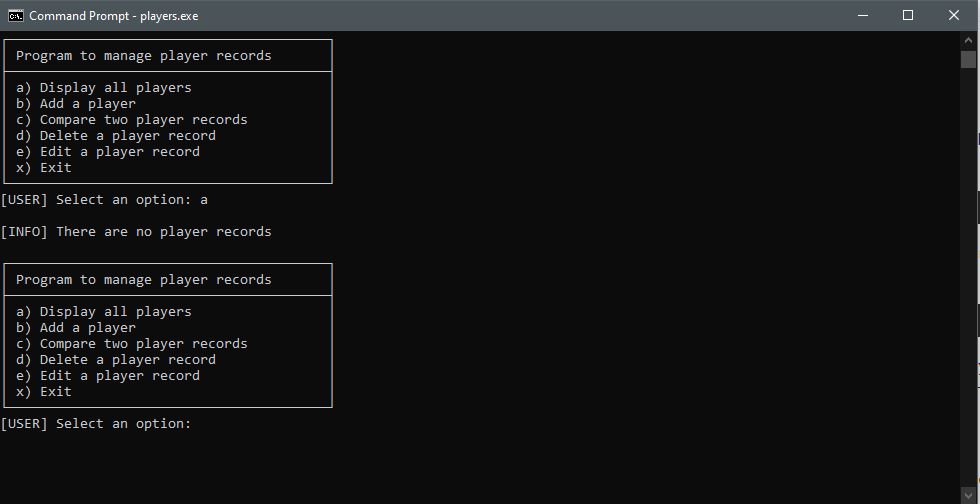 Command Prompt - players.exe
Program to manage player records
a) Display all players
b) Add a player
c) Compare two player records
d) Delete a player record
e) Edit a player record
x) Exit
[USER] Select an option: a
[INFO] There are no player records
Program to manage player records
a) Display all players
b) Add a player
c) Compare two player records
d) Delete a player record
e) Edit a player record
x) Exit
[USER] Select an option: